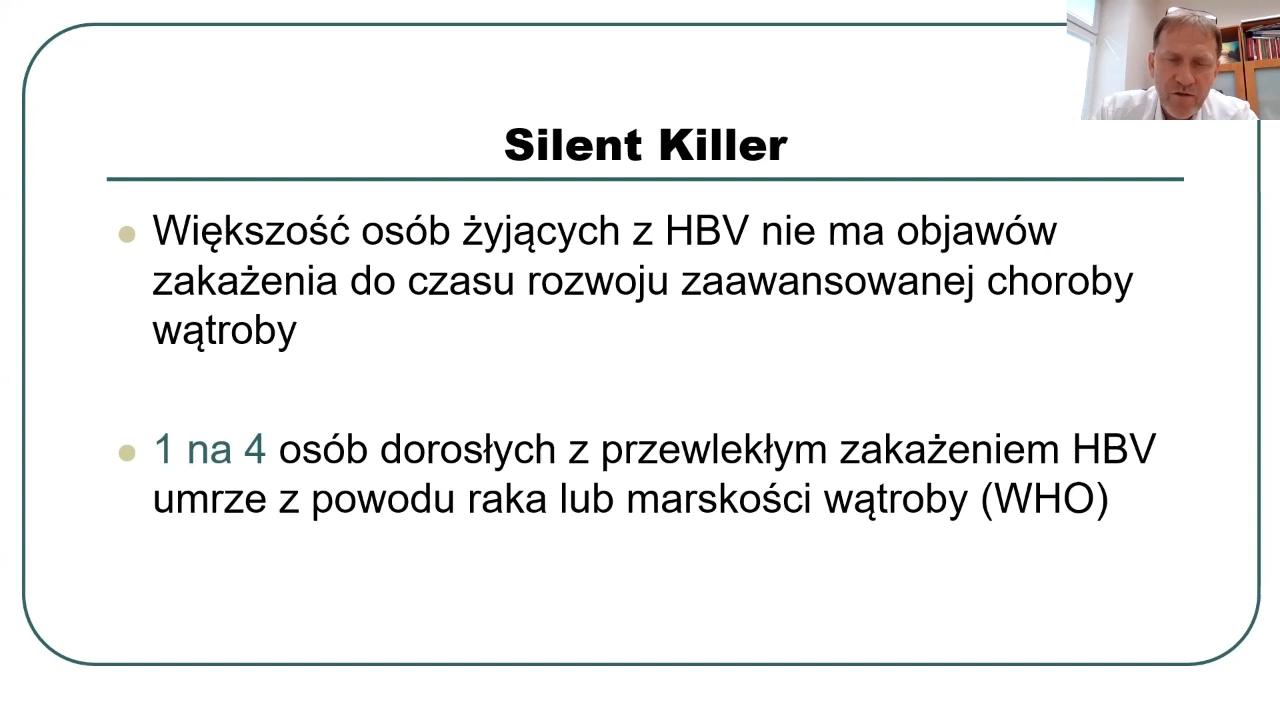 Silent Killer
Większość osób żyjących z HBV nie ma objawów
zakażenia do czasu rozwoju zaawansowanej choroby
wątroby
1 na 4 osób dorosłych z przewlekłym zakażeniem HBV
umrze z powodu raka lub marskości wątroby (WHO)